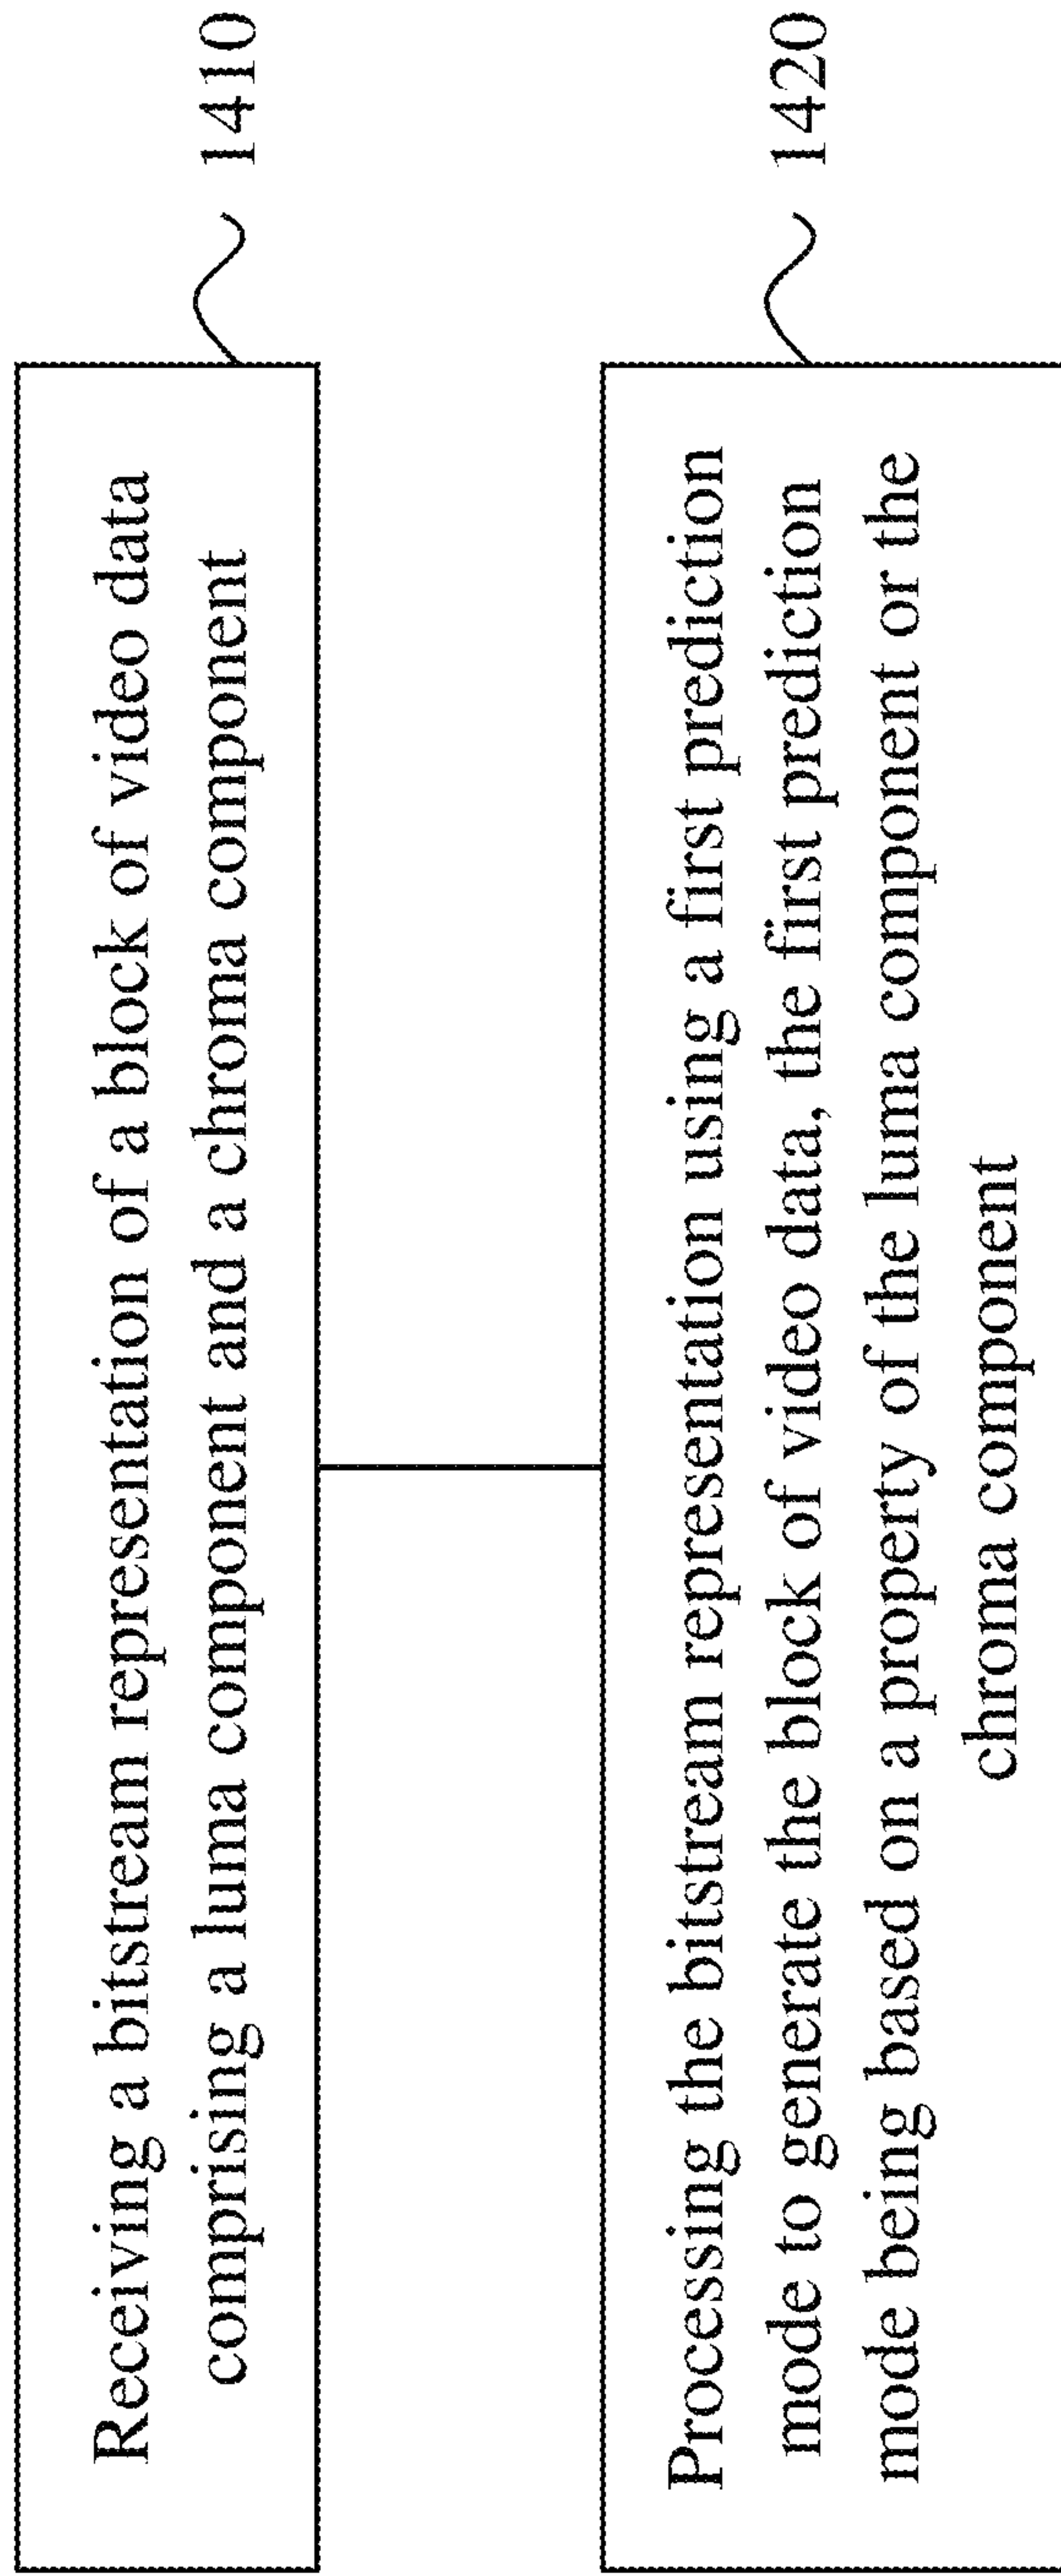 Receiving a bitstream representation of a block of video data
comprising a luma component and a chroma component
1410
Processing the bitstream representation using a first prediction
mode to generate the block of video data, the first prediction
mode being based on a property of the luma component or the
chroma component
1420